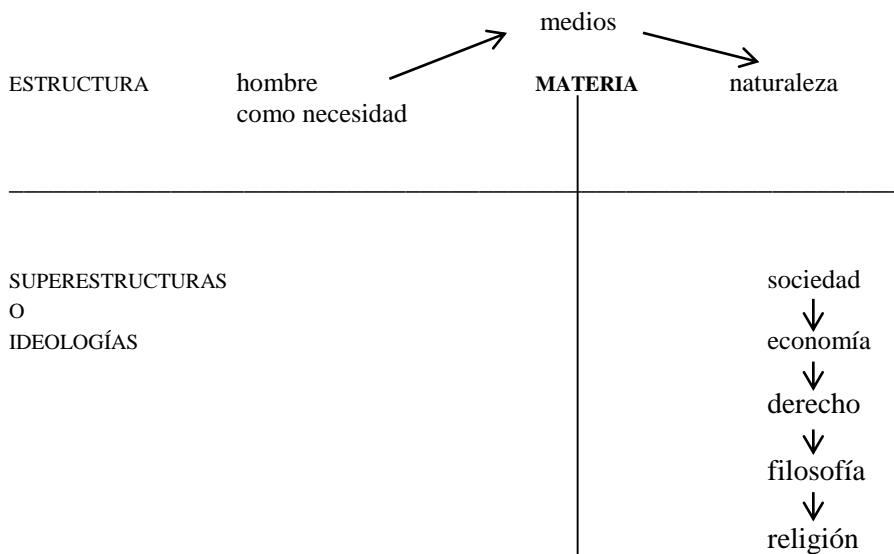 medios
ESTRUCTURA hombre MATERIA naturaleza
como necesidad
SUPERESTRUCTURAS sociedad
O
IDEOLOGÍAS economía
derecho
filosofía
religión